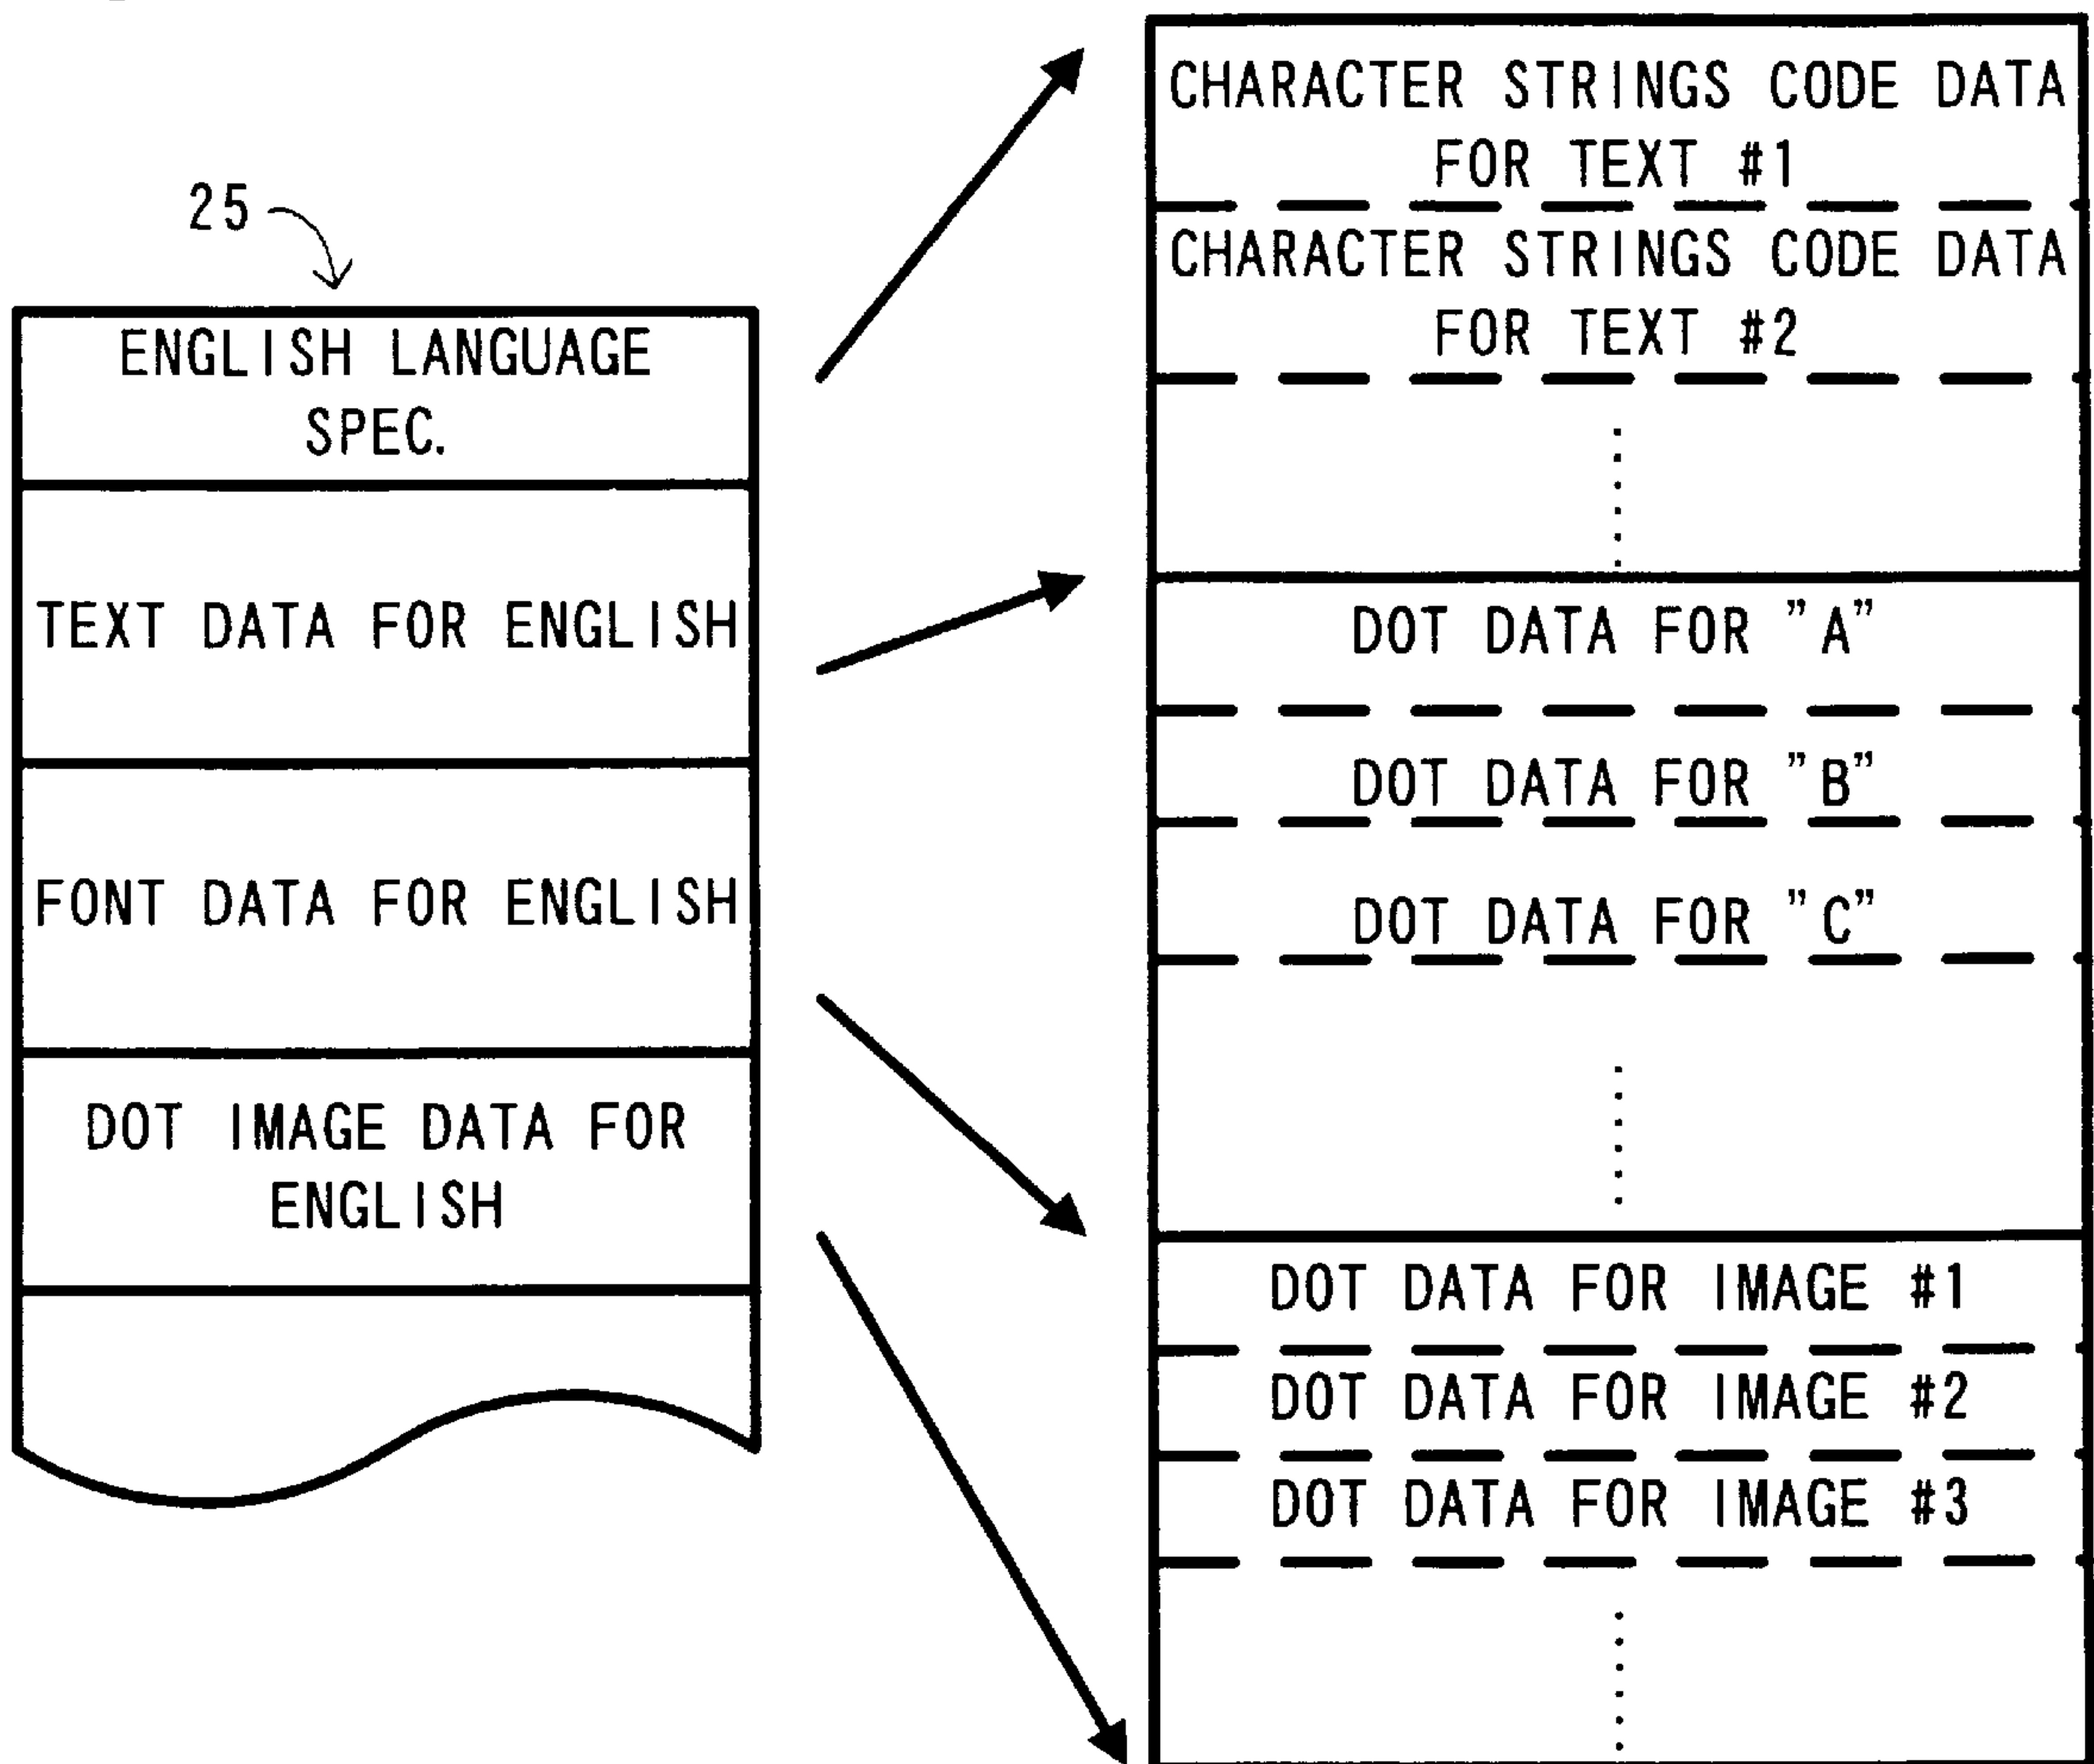 25
ENGLISH LANGUAGE
SPEC.
TEXT DATA FOR ENGLISH
FONT DATA FOR ENGLISH
DOT IMAGE DATA FOR
ENGLISH
CHARACTER STRINGS CODE DATA
FOR TEXT #1
CHARACTER STRINGS CODE DATA
FOR TEXT #2
DOT DATA FOR "A"
DOT DATA FOR "B"
DOT DATA FOR "C"
DOT DATA FOR IMAGE #1
DOT DATA FOR IMAGE #2
DOT DATA FOR IMAGE #3